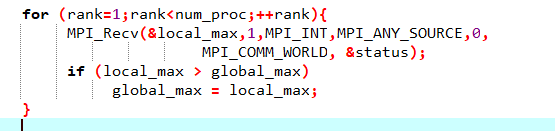 for (rank=1;rank<num_proc;++rank){
MPI_Recv(&local_max,1,MPI_INT,MPI_ANY_SOURCE,0,
MPI_COMM_WORLD, &status);
if (local_max > global_max)
global_max = local_max;
}